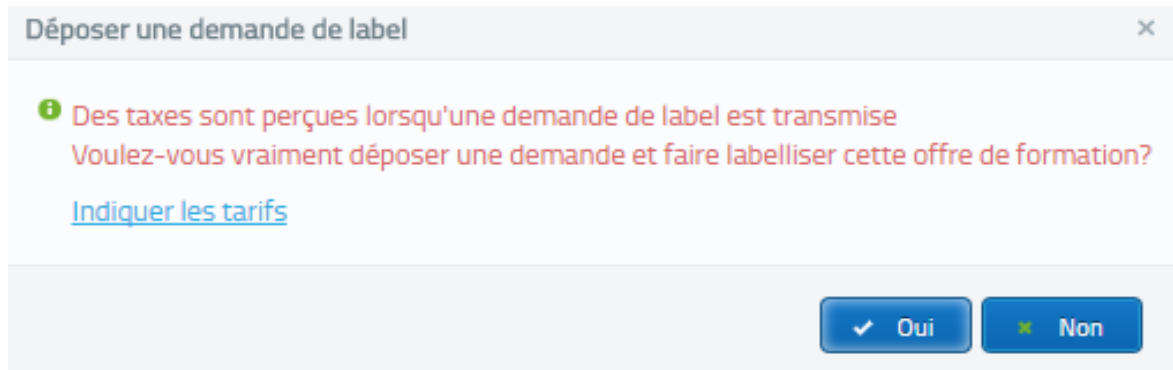 Déposer une demande de label
Des taxes sont perçues lorsqu'une demande de label est transmise
Voulez-vous vraiment déposer une demande et faire labelliser cette offre de formation?
Indiquer les tarifs
Oui
Non